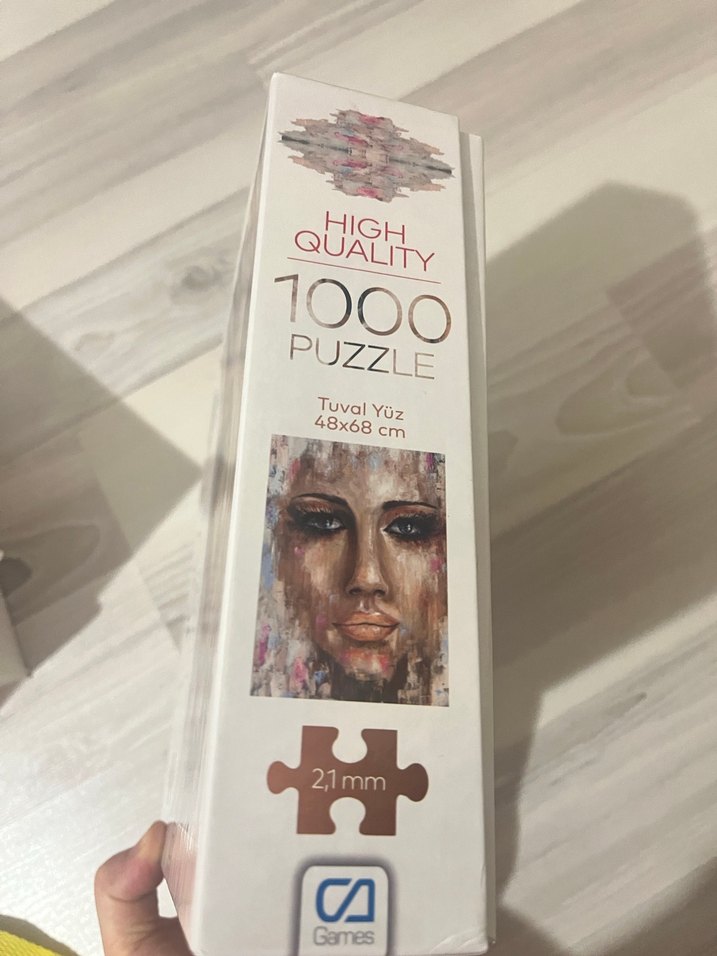 HIGH
QUALITY
1000
PUZZLE
Tuval Yüz
48x68 cm
2,1 mm
CA
Games